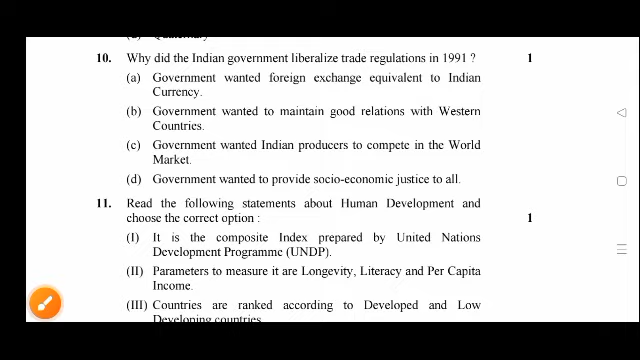 (d) Quaternary
10. Why did the Indian government liberalize trade regulations in 1991 ? 1
(a) Government wanted foreign exchange equivalent to Indian
Currency.
(b) Government wanted to maintain good relations with Western
Countries.
(c) Government wanted Indian producers to compete in the World
Market.
(d) Government wanted to provide socio-economic justice to all.
11. Read the following statements about Human Development and
choose the correct option : 1
(I) It is the composite Index prepared by United Nations
Development Programme (UNDP).
(II) Parameters to measure it are Longevity, Literacy and Per Capita
Income.
(III) Countries are ranked according to Developed and Low
Developing countries.